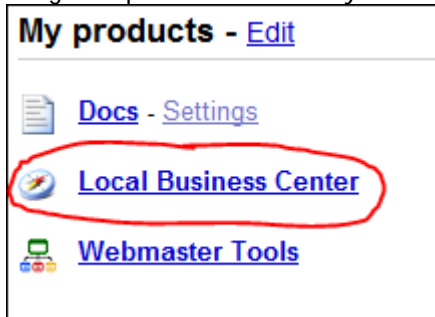 My products - Edit
Docs - Settings
Local Business Center
Webmaster Tools